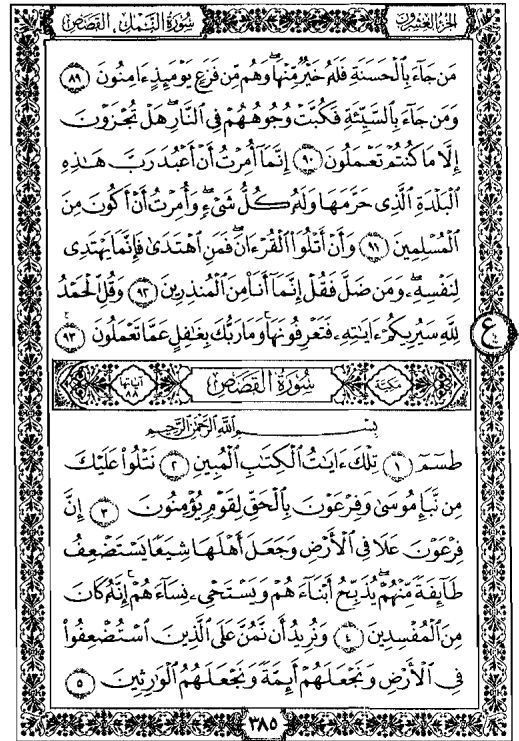 الجزء العشرون سورة النمل ، القصص
مَن جَآءَ بِٱلْحَسَنَةِ فَلَهُۥ خَيْرٌ مِّنْهَا وَهُم مِّن فَزَعٍ يَوْمَئِذٍ ءَامِنُونَ ٨٩
وَمَن جَآءَ بِٱلسَّيِّئَةِ فَكُبَّتْ وُجُوهُهُمْ فِى ٱلنَّارِ هَلْ تُجْزَوْنَ
إِلَّا مَا كُنتُمْ تَعْمَلُونَ ٩٠ إِنَّمَآ أُمِرْتُ أَنْ أَعْبُدَ رَبَّ هَٰذِهِ
ٱلْبَلْدَةِ ٱلَّذِى حَرَّمَهَا وَلَهُۥ كُلُّ شَىْءٍ وَأُمِرْتُ أَنْ أَكُونَ مِنَ
ٱلْمُسْلِمِينَ ٩١ وَأَنْ أَتْلُوَا۟ ٱلْقُرْءَانَ فَمَنِ ٱهْتَدَىٰ فَإِنَّمَا يَهْتَدِى
لِنَفْسِهِۦ وَمَن ضَلَّ فَقُلْ إِنَّمَآ أَنَا۠ مِنَ ٱلْمُنذِرِينَ ٩٢ وَقُلِ ٱلْحَمْدُ
لِلَّهِ سَيُرِيكُمْ ءَايَٰتِهِۦ فَتَعْرِفُونَهَا وَمَا رَبُّكَ بِغَٰفِلٍ عَمَّا تَعْمَلُونَ ٩٣
ع
مكية سُورَةُ القَصَصِ آياتها ٨٨
بِسْمِ ٱللَّهِ ٱلرَّحْمَٰنِ ٱلرَّحِيمِ
طسٓمٓ ١ تِلْكَ ءَايَٰتُ ٱلْكِتَٰبِ ٱلْمُبِينِ ٢ نَتْلُوا۟ عَلَيْكَ
مِن نَّبَإِ مُوسَىٰ وَفِرْعَوْنَ بِٱلْحَقِّ لِقَوْمٍ يُؤْمِنُونَ ٣ إِنَّ
فِرْعَوْنَ عَلَا فِى ٱلْأَرْضِ وَجَعَلَ أَهْلَهَا شِيَعًا يَسْتَضْعِفُ
طَآئِفَةً مِّنْهُمْ يُذَبِّحُ أَبْنَآءَهُمْ وَيَسْتَحْىِۦ نِسَآءَهُمْ إِنَّهُۥ كَانَ
مِنَ ٱلْمُفْسِدِينَ ٤ وَنُرِيدُ أَن نَّمُنَّ عَلَى ٱلَّذِينَ ٱسْتُضْعِفُوا۟
فِى ٱلْأَرْضِ وَنَجْعَلَهُمْ أَئِمَّةً وَنَجْعَلَهُمُ ٱلْوَٰرِثِينَ ٥
٣٨٥